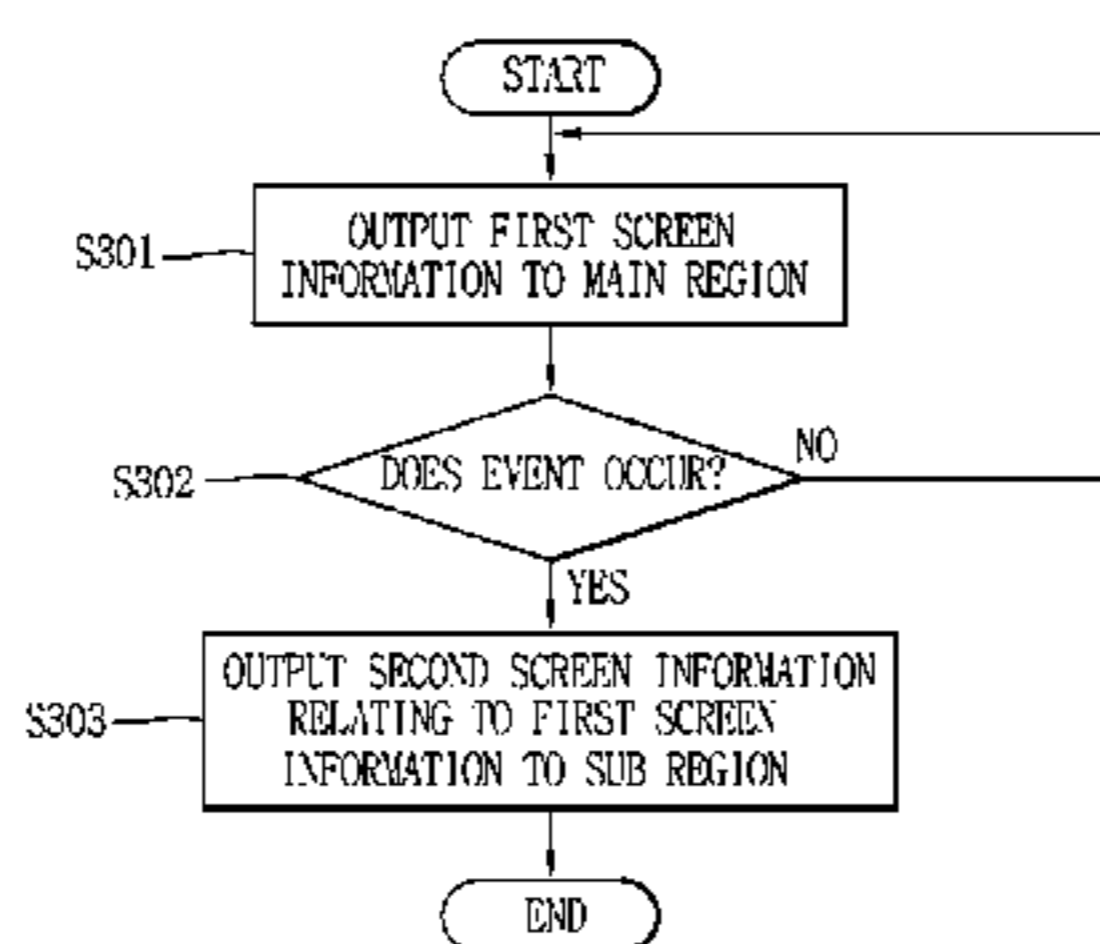 START
S301
OUTPUT FIRST SCREEN
INFORMATION TO MAIN REGION
S302
DOES EVENT OCCUR?
NO
YES
S303
OUTPUT SECOND SCREEN INFORMATION
RELATING TO FIRST SCREEN
INFORMATION TO SUB REGION
END